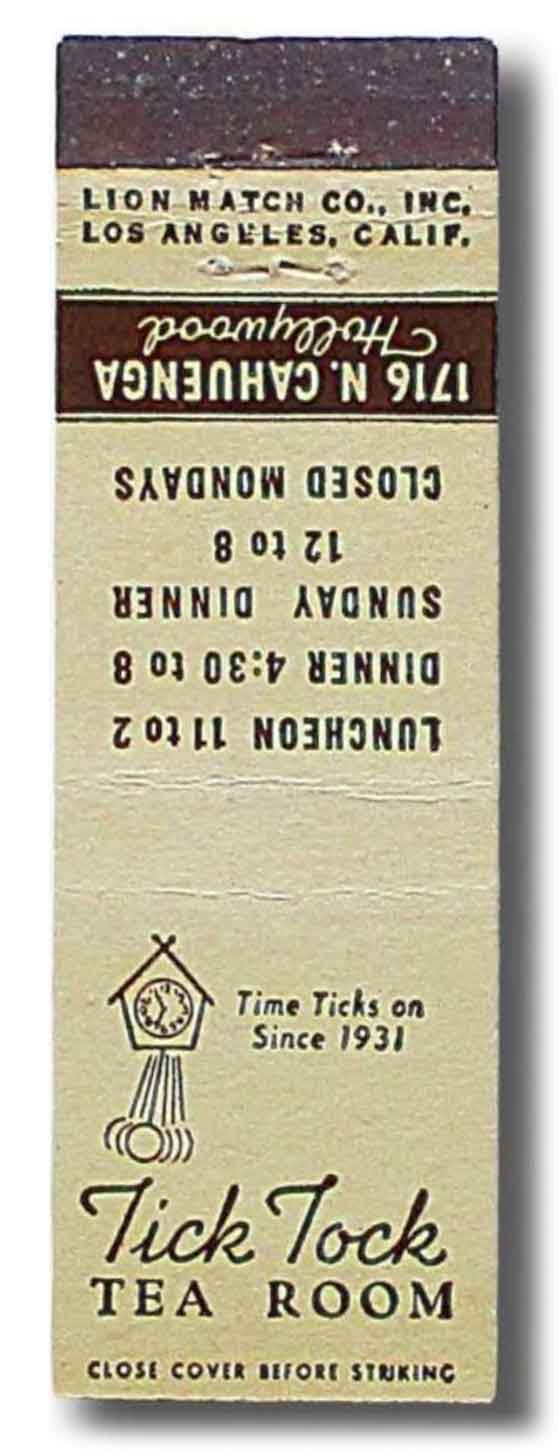 LION MATCH CO., INC.
LOS ANGELES, CALIF.
1716 N. CAHUENGA
Hollywood
LUNCHEON 11 to 2
DINNER 4:30 to 8
SUNDAY DINNER
12 to 8
CLOSED MONDAYS
Time Ticks on
Since 1931
Tick Tock
TEA ROOM
CLOSE COVER BEFORE STRIKING